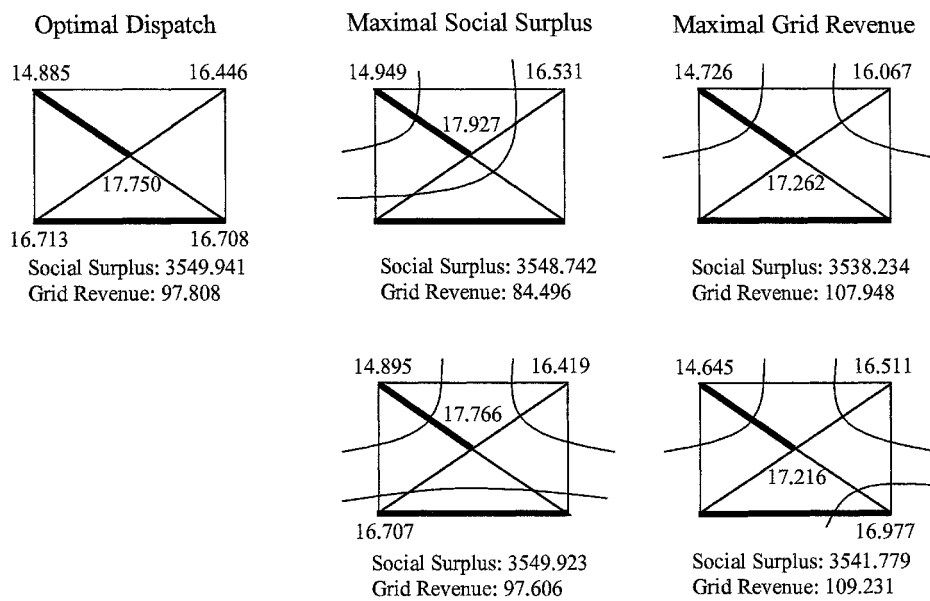 Optimal Dispatch
14.885 16.446
17.750
16.713 16.708
Social Surplus: 3549.941
Grid Revenue: 97.808
Maximal Social Surplus
14.949 16.531
17.927
Social Surplus: 3548.742
Grid Revenue: 84.496
Maximal Grid Revenue
14.726 16.067
17.262
Social Surplus: 3538.234
Grid Revenue: 107.948
14.895 16.419
17.766
16.707
Social Surplus: 3549.923
Grid Revenue: 97.606
14.645 16.511
17.216
16.977
Social Surplus: 3541.779
Grid Revenue: 109.231